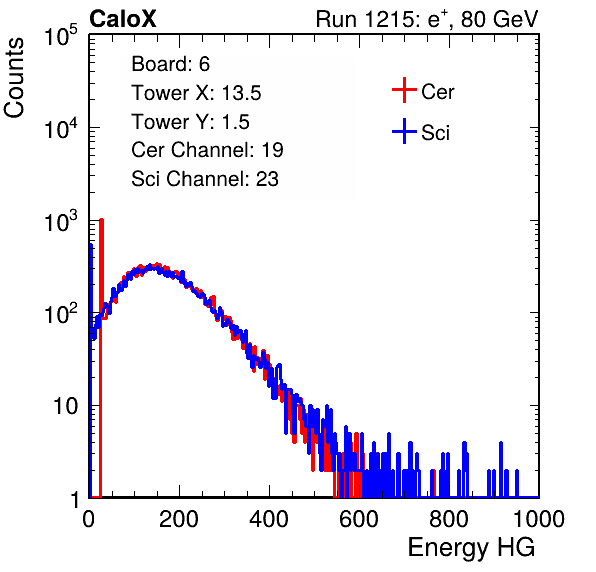 CaloX Run 1215: e⁺, 80 GeV
Counts
10⁵
10⁴
10³
10²
10
1
Board: 6
Tower X: 13.5
Tower Y: 1.5
Cer Channel: 19
Sci Channel: 23
Cer
Sci
0 200 400 600 800 1000
Energy HG